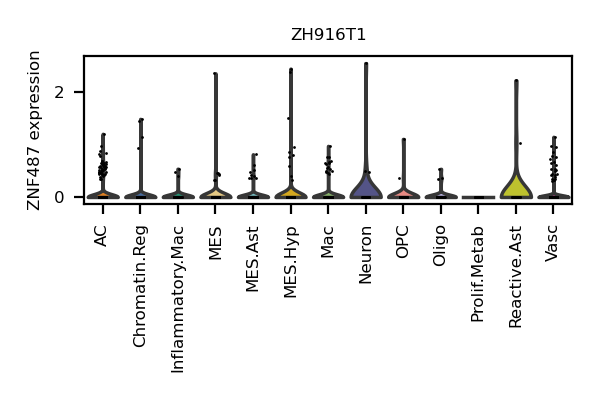 ZH916T1
ZNF487 expression
2
0
AC
Chromatin.Reg
Inflammatory.Mac
MES
MES.Ast
MES.Hyp
Mac
Neuron
OPC
Oligo
Prolif.Metab
Reactive.Ast
Vasc